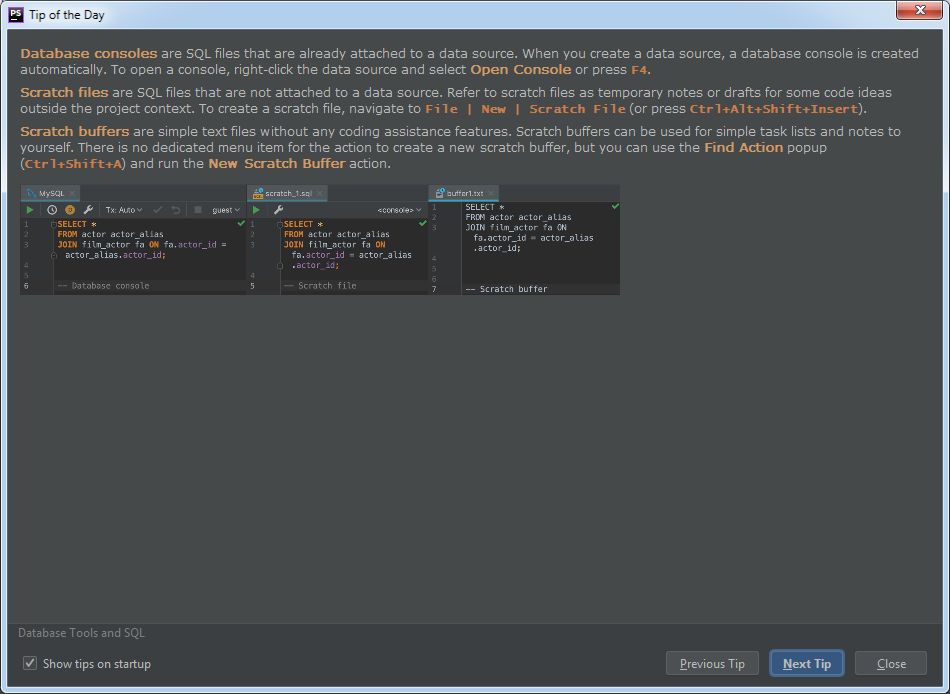 PS Tip of the Day
Database consoles are SQL files that are already attached to a data source. When you create a data source, a database console is created
automatically. To open a console, right-click the data source and select Open Console or press F4.
Scratch files are SQL files that are not attached to a data source. Refer to scratch files as temporary notes or drafts for some code ideas
outside the project context. To create a scratch file, navigate to File | New | Scratch File (or press Ctrl+Alt+Shift+Insert).
Scratch buffers are simple text files without any coding assistance features. Scratch buffers can be used for simple task lists and notes to
yourself. There is no dedicated menu item for the action to create a new scratch buffer, but you can use the Find Action popup
(Ctrl+Shift+A) and run the New Scratch Buffer action.
MySQL
Tx: Auto guest
1 SELECT *
2 FROM actor actor_alias
3 JOIN film_actor fa ON fa.actor_id =
actor_alias.actor_id;
4
5
6 -- Database console
scratch_1.sql
<console>
1 SELECT *
2 FROM actor actor_alias
3 JOIN film_actor fa ON
fa.actor_id = actor_alias
.actor_id;
4
5 -- Scratch file
buffer1.txt
1 SELECT *
2 FROM actor actor_alias
3 JOIN film_actor fa ON
fa.actor_id = actor_alias
.actor_id;
4
5
6
7 -- Scratch buffer
Database Tools and SQL
Show tips on startup
Previous Tip
Next Tip
Close